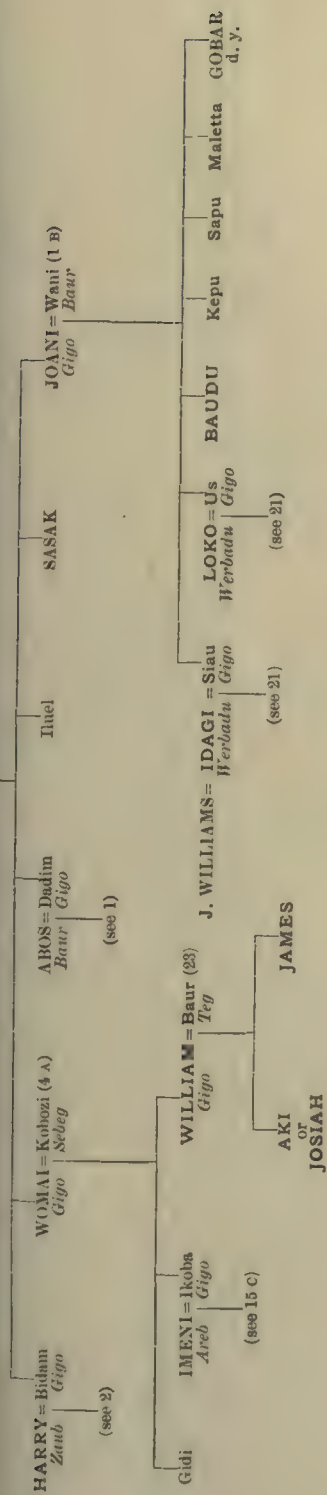 HARRY = Bidam WOMAI = Kobozi (4 A) ABOS = Dadim SASAK JOANI = Wani (1 B)
Zaub Gigo Gigo Sebeg Baur Gigo Gigo Baur
(see 2) (see 1)
Gidi IMENI = Ikoba WILLIAM = Baur (23) J. WILLIAMS = IDAGI = Siau LOKO = Us BAUDU Kepu Sapu Maletta GOBAR
Areb Gigo Gigo Teg Werbadu Gigo Werbadu Gigo d. y.
(see 15 C) (see 21) (see 21)
AKI JAMES
or
JOSIAH